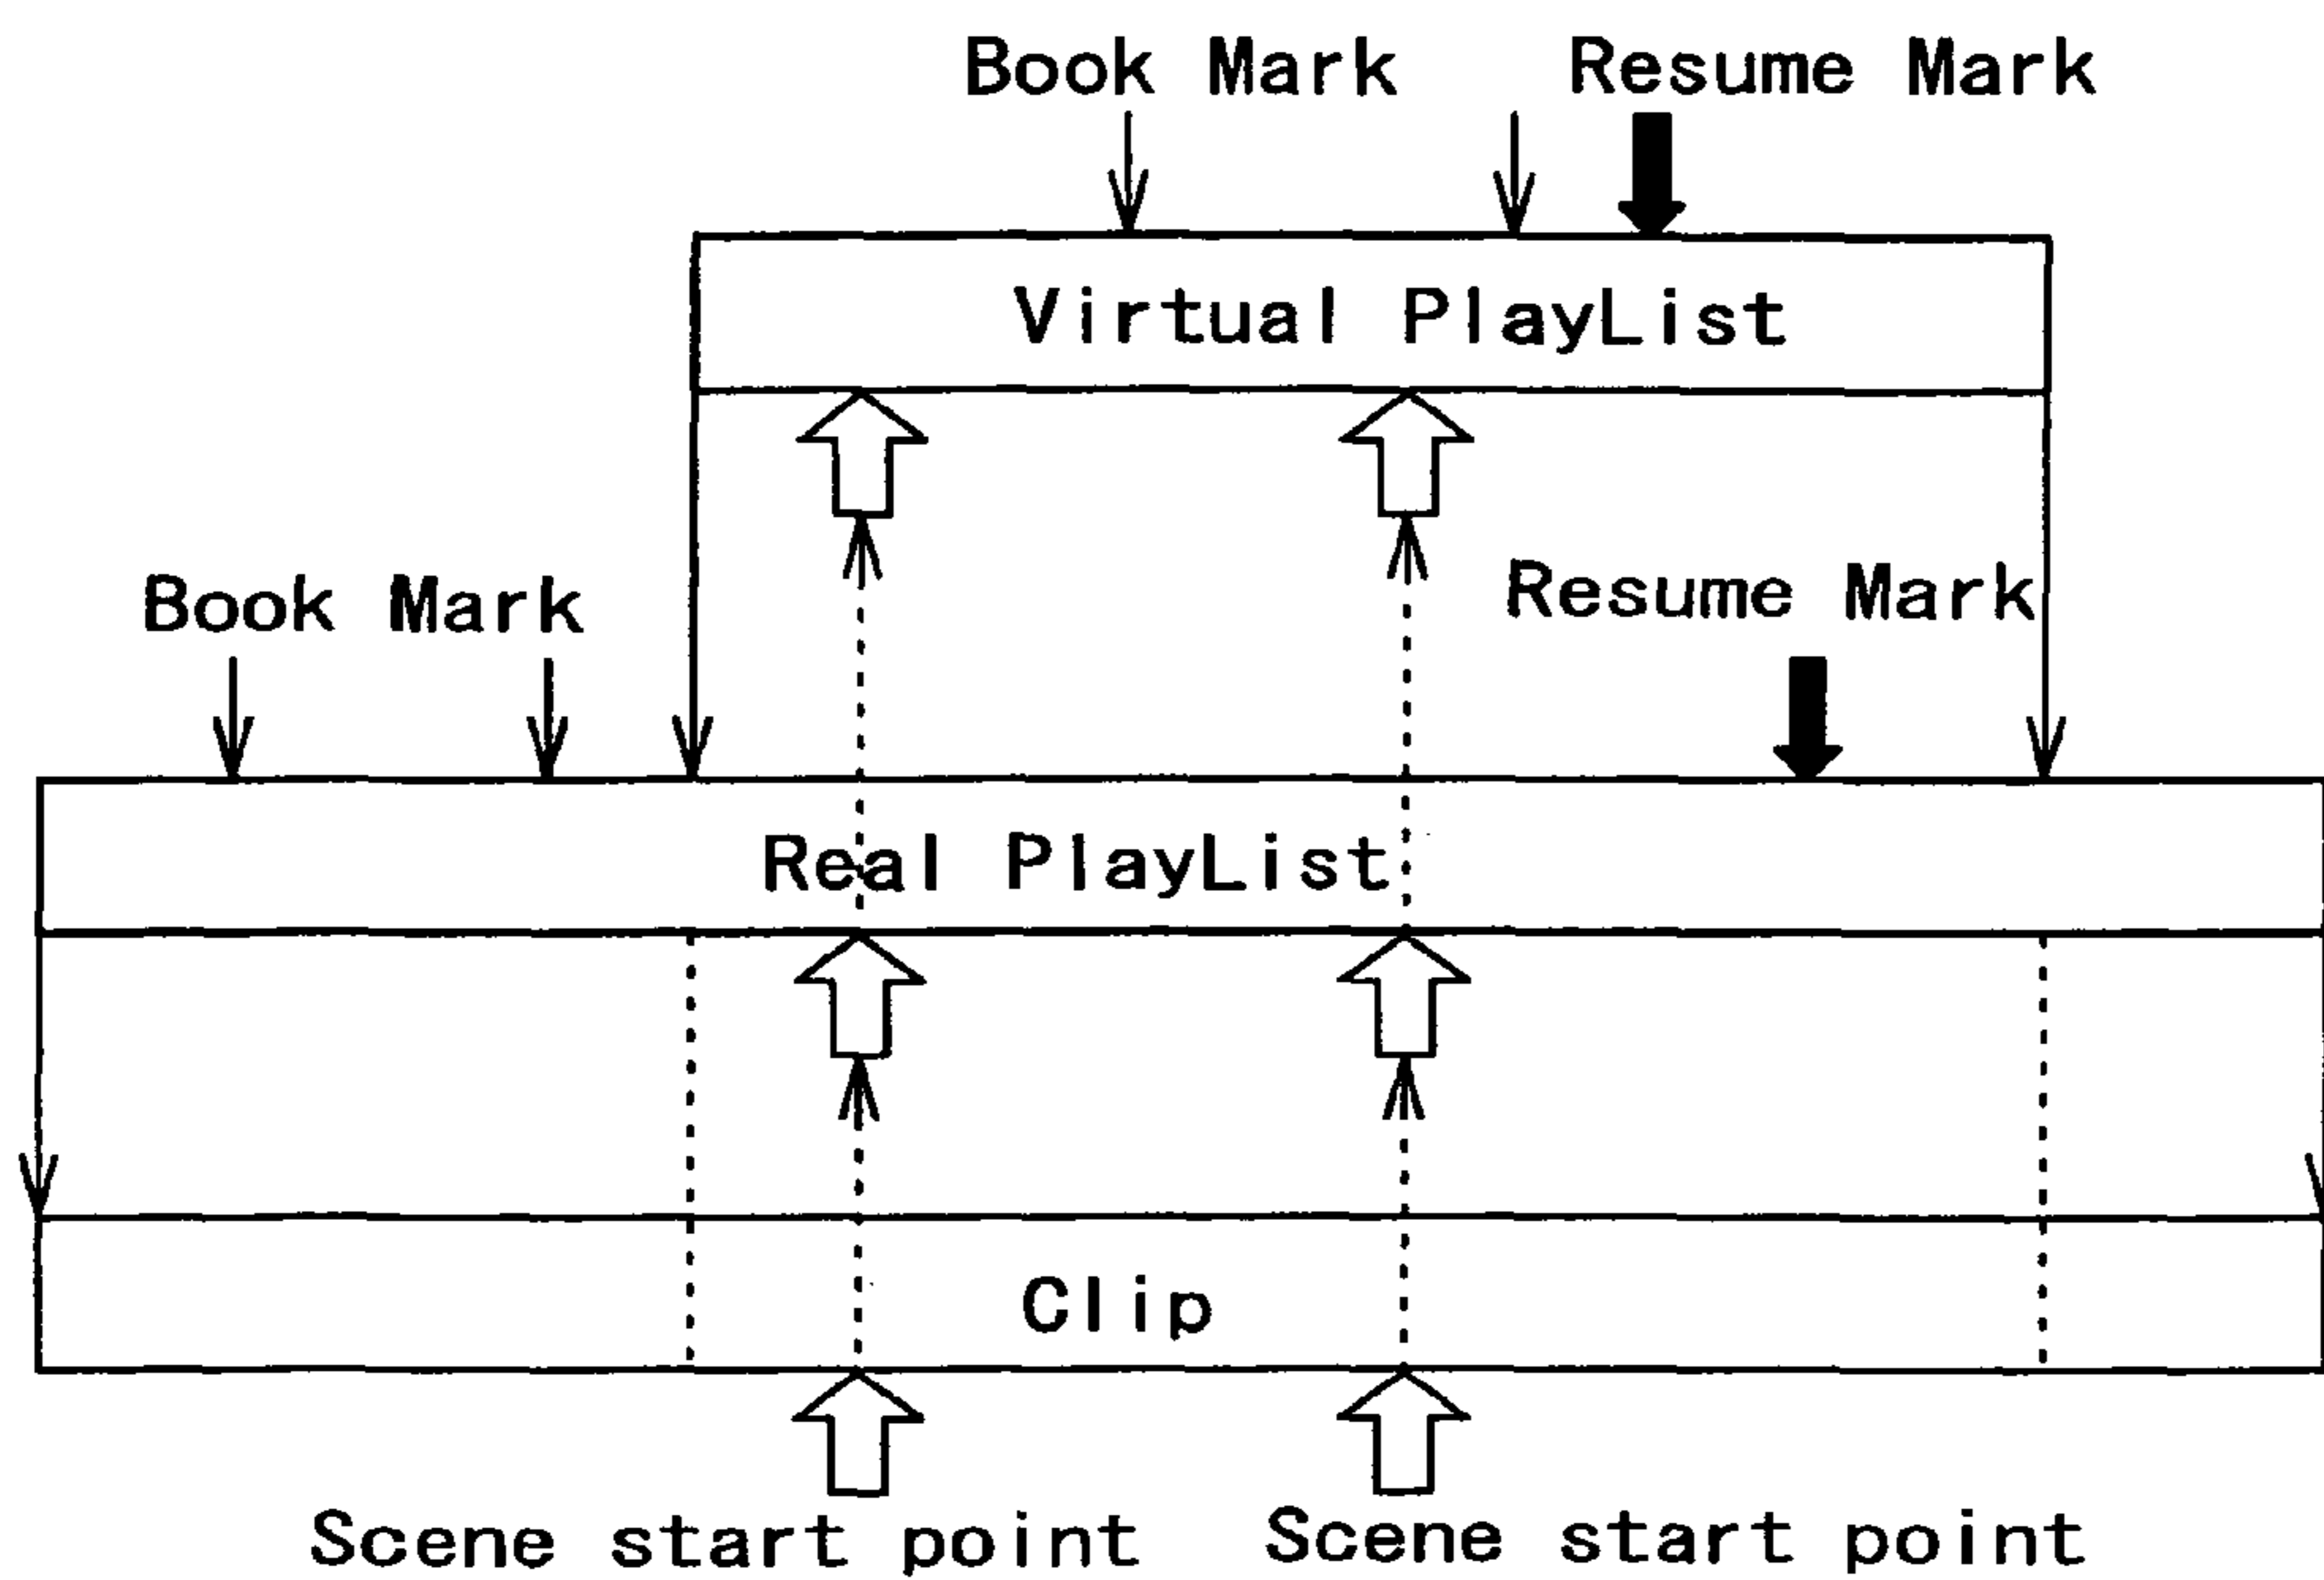 Book Mark Resume Mark
Virtual PlayList
Book Mark Resume Mark
Real PlayList
Clip
Scene start point Scene start point